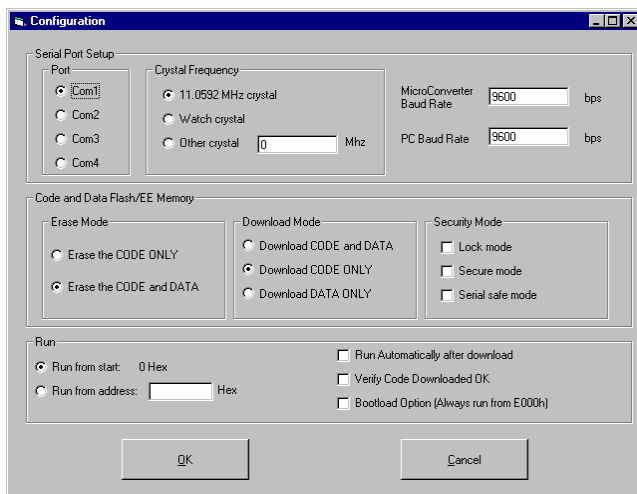 Configuration
Serial Port Setup
Port
Com1
Com2
Com3
Com4
Crystal Frequency
11.0592 MHz crystal
Watch crystal
Other crystal 0 Mhz
MicroConverter
Baud Rate 9600 bps
PC Baud Rate 9600 bps
Code and Data Flash/EE Memory
Erase Mode
Erase the CODE ONLY
Erase the CODE and DATA
Download Mode
Download CODE and DATA
Download CODE ONLY
Download DATA ONLY
Security Mode
Lock mode
Secure mode
Serial safe mode
Run
Run from start: 0 Hex
Run from address: Hex
Run Automatically after download
Verify Code Downloaded OK
Bootload Option (Always run from E000h)
OK
Cancel